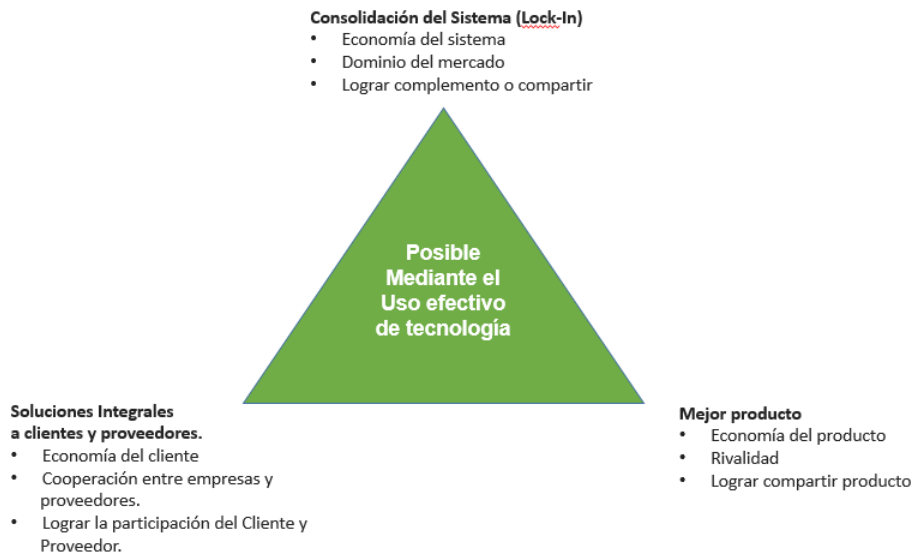 Consolidación del Sistema (Lock-In)
• Economía del sistema
• Dominio del mercado
• Lograr complemento o compartir
Posible
Mediante el
Uso efectivo
de tecnología
Soluciones Integrales
a clientes y proveedores.
• Economía del cliente
• Cooperación entre empresas y
proveedores.
• Lograr la participación del Cliente y
Proveedor.
Mejor producto
• Economía del producto
• Rivalidad
• Lograr compartir producto